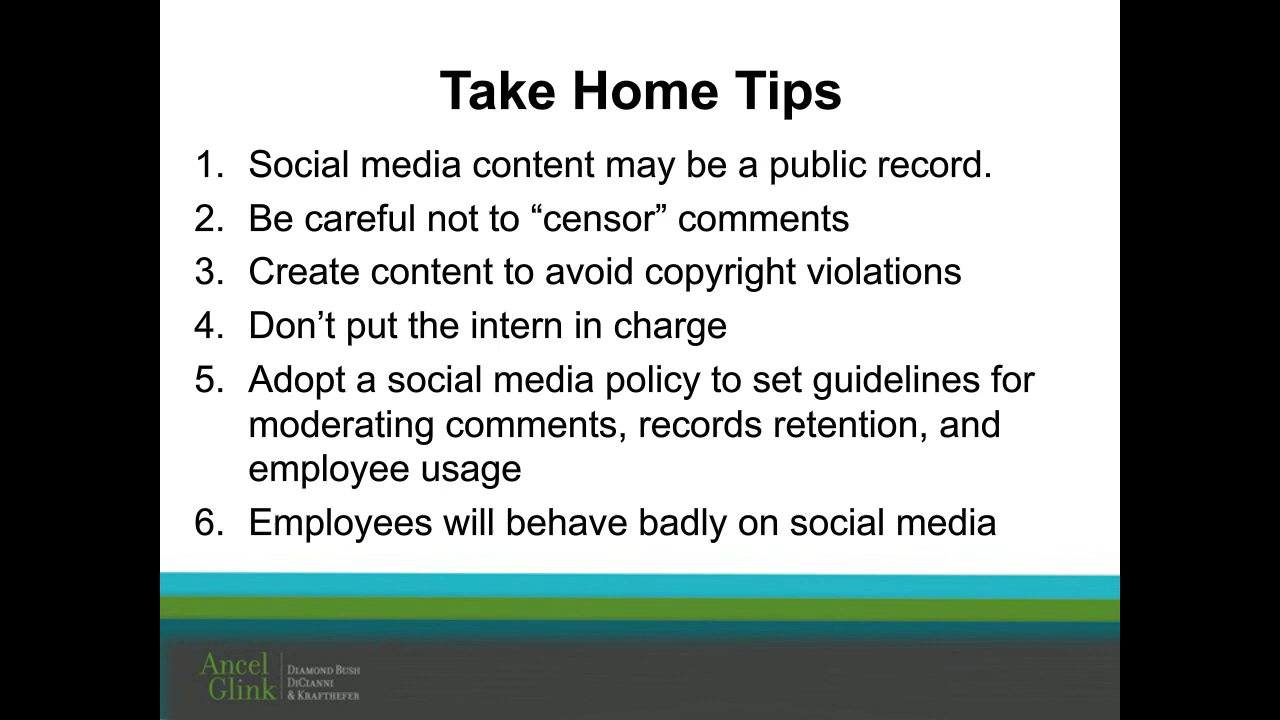 Take Home Tips
1. Social media content may be a public record.
2. Be careful not to “censor” comments
3. Create content to avoid copyright violations
4. Don’t put the intern in charge
5. Adopt a social media policy to set guidelines for
moderating comments, records retention, and
employee usage
6. Employees will behave badly on social media
Ancel
Glink
DIAMOND BUSH
DICIANNI
& KRAFTHEFER